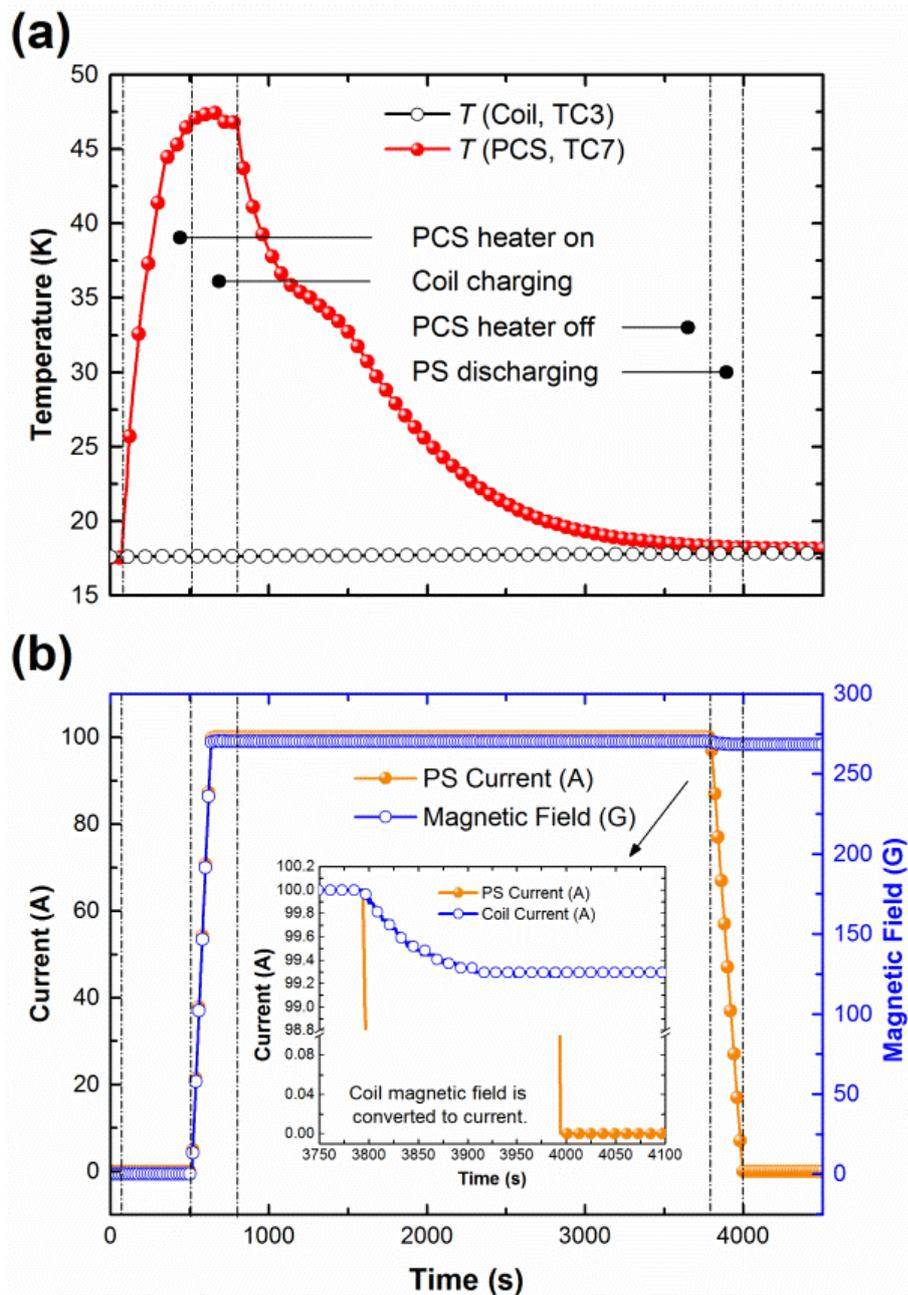 (a)
50
45
40
35
30
25
20
15
Temperature (K)
T (Coil, TC3)
T (PCS, TC7)
PCS heater on
Coil charging
PCS heater off
PS discharging
(b)
100
80
60
40
20
0
Current (A)
300
250
200
150
100
50
0
Magnetic Field (G)
PS Current (A)
Magnetic Field (G)
100.2
100.0
99.8
99.6
99.4
99.2
99.0
98.8
0.08
0.04
0.00
Current (A)
PS Current (A)
Coil Current (A)
Coil magnetic field is
converted to current.
3750 3800 3850 3900 3950 4000 4050 4100
Time (s)
0 1000 2000 3000 4000
Time (s)